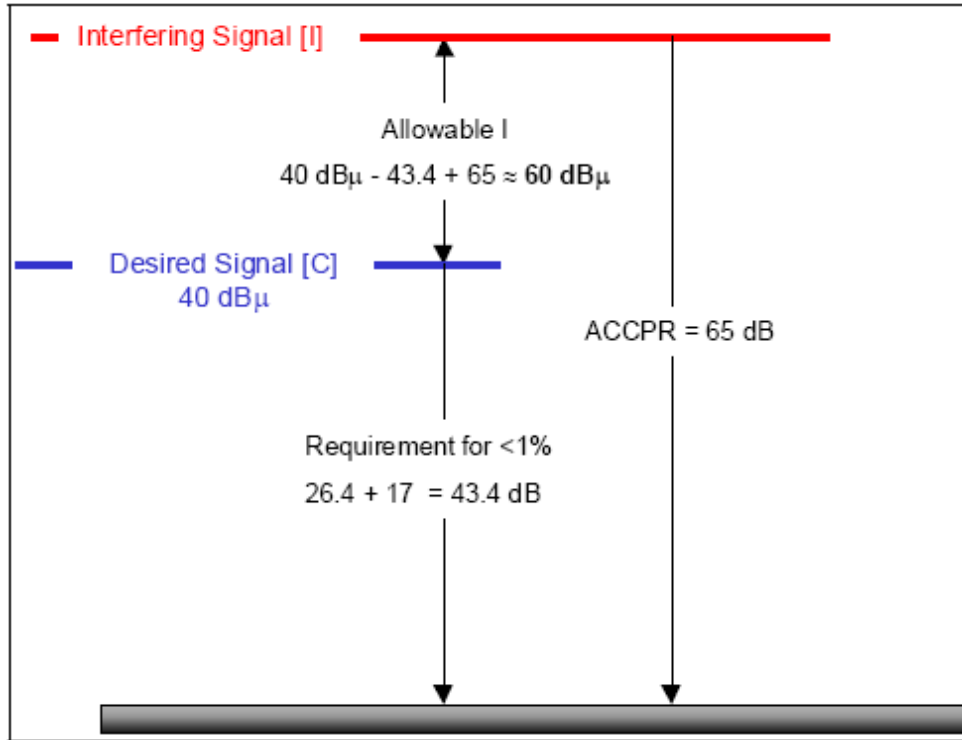 Interfering Signal [I]
Allowable I
40 dBμ - 43.4 + 65 ≈ 60 dBμ
Desired Signal [C]
40 dBμ
ACCPR = 65 dB
Requirement for <1%
26.4 + 17 = 43.4 dB